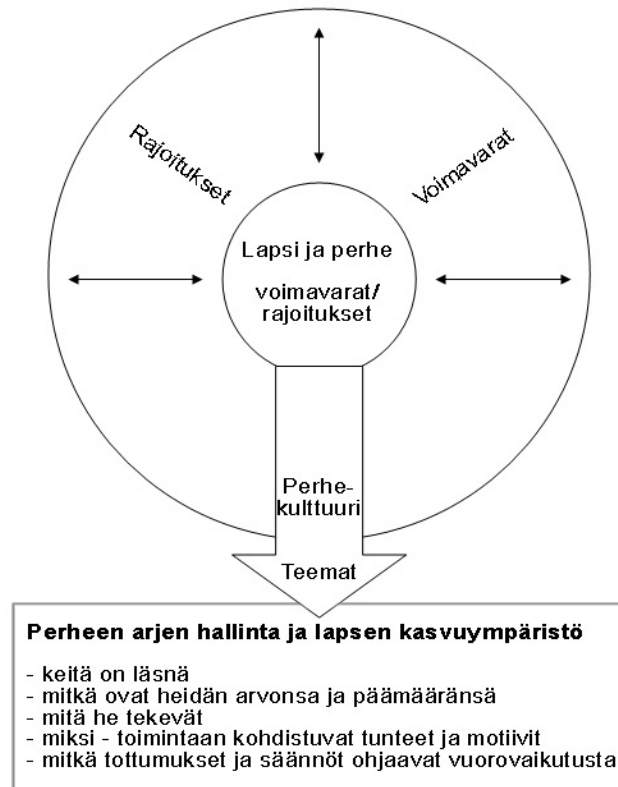 Rajoitukset
Voimavarat
Lapsi ja perhe
voimavarat/
rajoitukset
Perhe-
kulttuuri
Teemat
Perheen arjen hallinta ja lapsen kasvuympäristö
- keitä on läsnä
- mitkä ovat heidän arvonsa ja päämääränsä
- mitä he tekevät
- miksi - toimintaan kohdistuvat tunteet ja motiivit
- mitkä tottumukset ja säännöt ohjaavat vuorovaikutusta